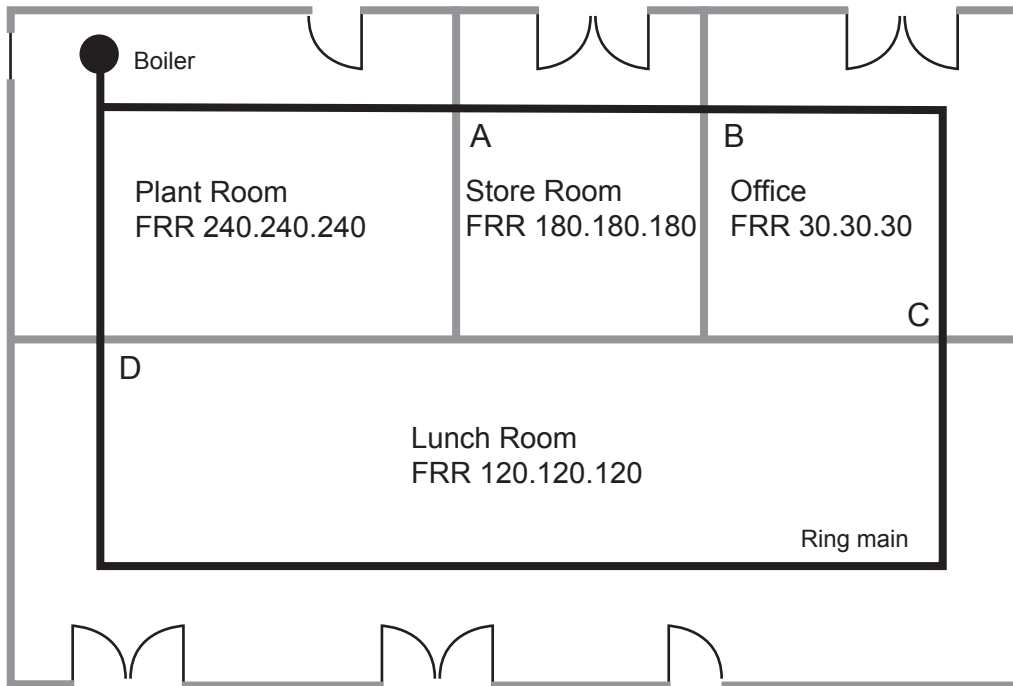 Boiler
A
B
Plant Room
FRR 240.240.240
Store Room
FRR 180.180.180
Office
FRR 30.30.30
C
D
Lunch Room
FRR 120.120.120
Ring main